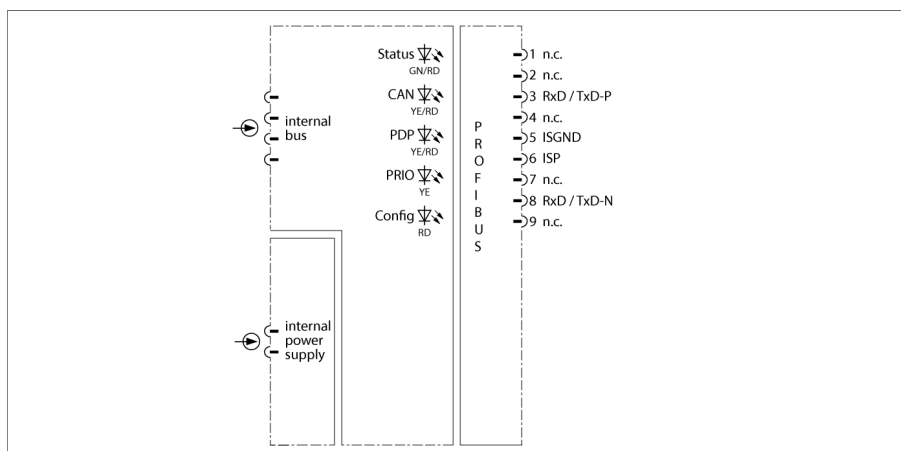 Status
GN/RD
CAN
YE/RD
PDP
YE/RD
PRIO
YE
Config
RD
internal
bus
internal
power
supply
PROFIBUS
1 n.c.
2 n.c.
3 RxD / TxD-P
4 n.c.
5 ISGND
6 ISP
7 n.c.
8 RxD / TxD-N
9 n.c.